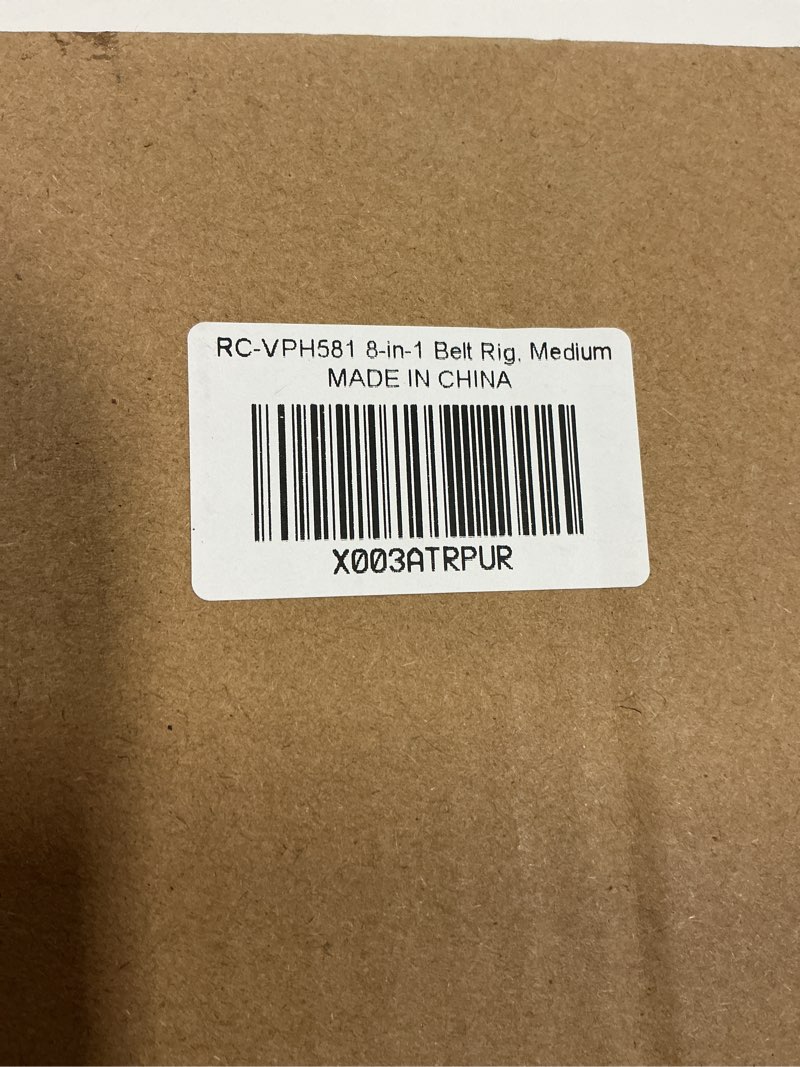 RC-VPH581 8-in-1 Belt Rig, Medium
MADE IN CHINA
X003ATRPUR